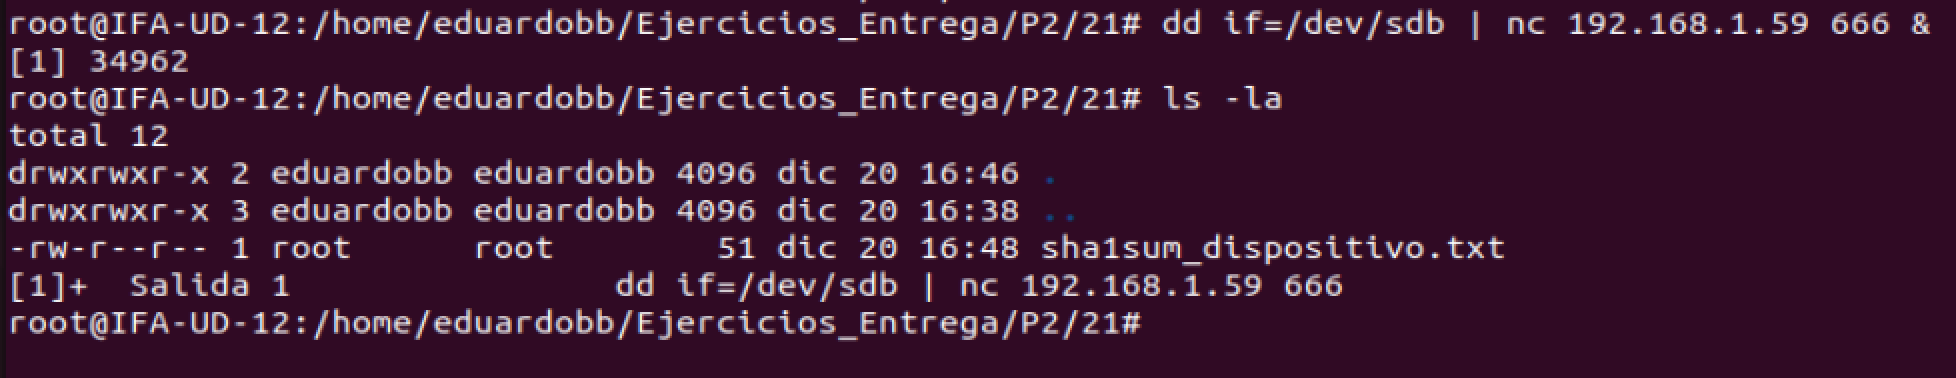 root@IFA-UD-12:/home/eduardobb/Ejercicios_Entrega/P2/21# dd if=/dev/sdb | nc 192.168.1.59 666 &
[1] 34962
root@IFA-UD-12:/home/eduardobb/Ejercicios_Entrega/P2/21# ls -la
total 12
drwxrwxr-x 2 eduardobb eduardobb 4096 dic 20 16:46 .
drwxrwxr-x 3 eduardobb eduardobb 4096 dic 20 16:38 ..
-rw-r--r-- 1 root      root        51 dic 20 16:48 sha1sum_dispositivo.txt
[1]+  Salida 1                dd if=/dev/sdb | nc 192.168.1.59 666
root@IFA-UD-12:/home/eduardobb/Ejercicios_Entrega/P2/21#